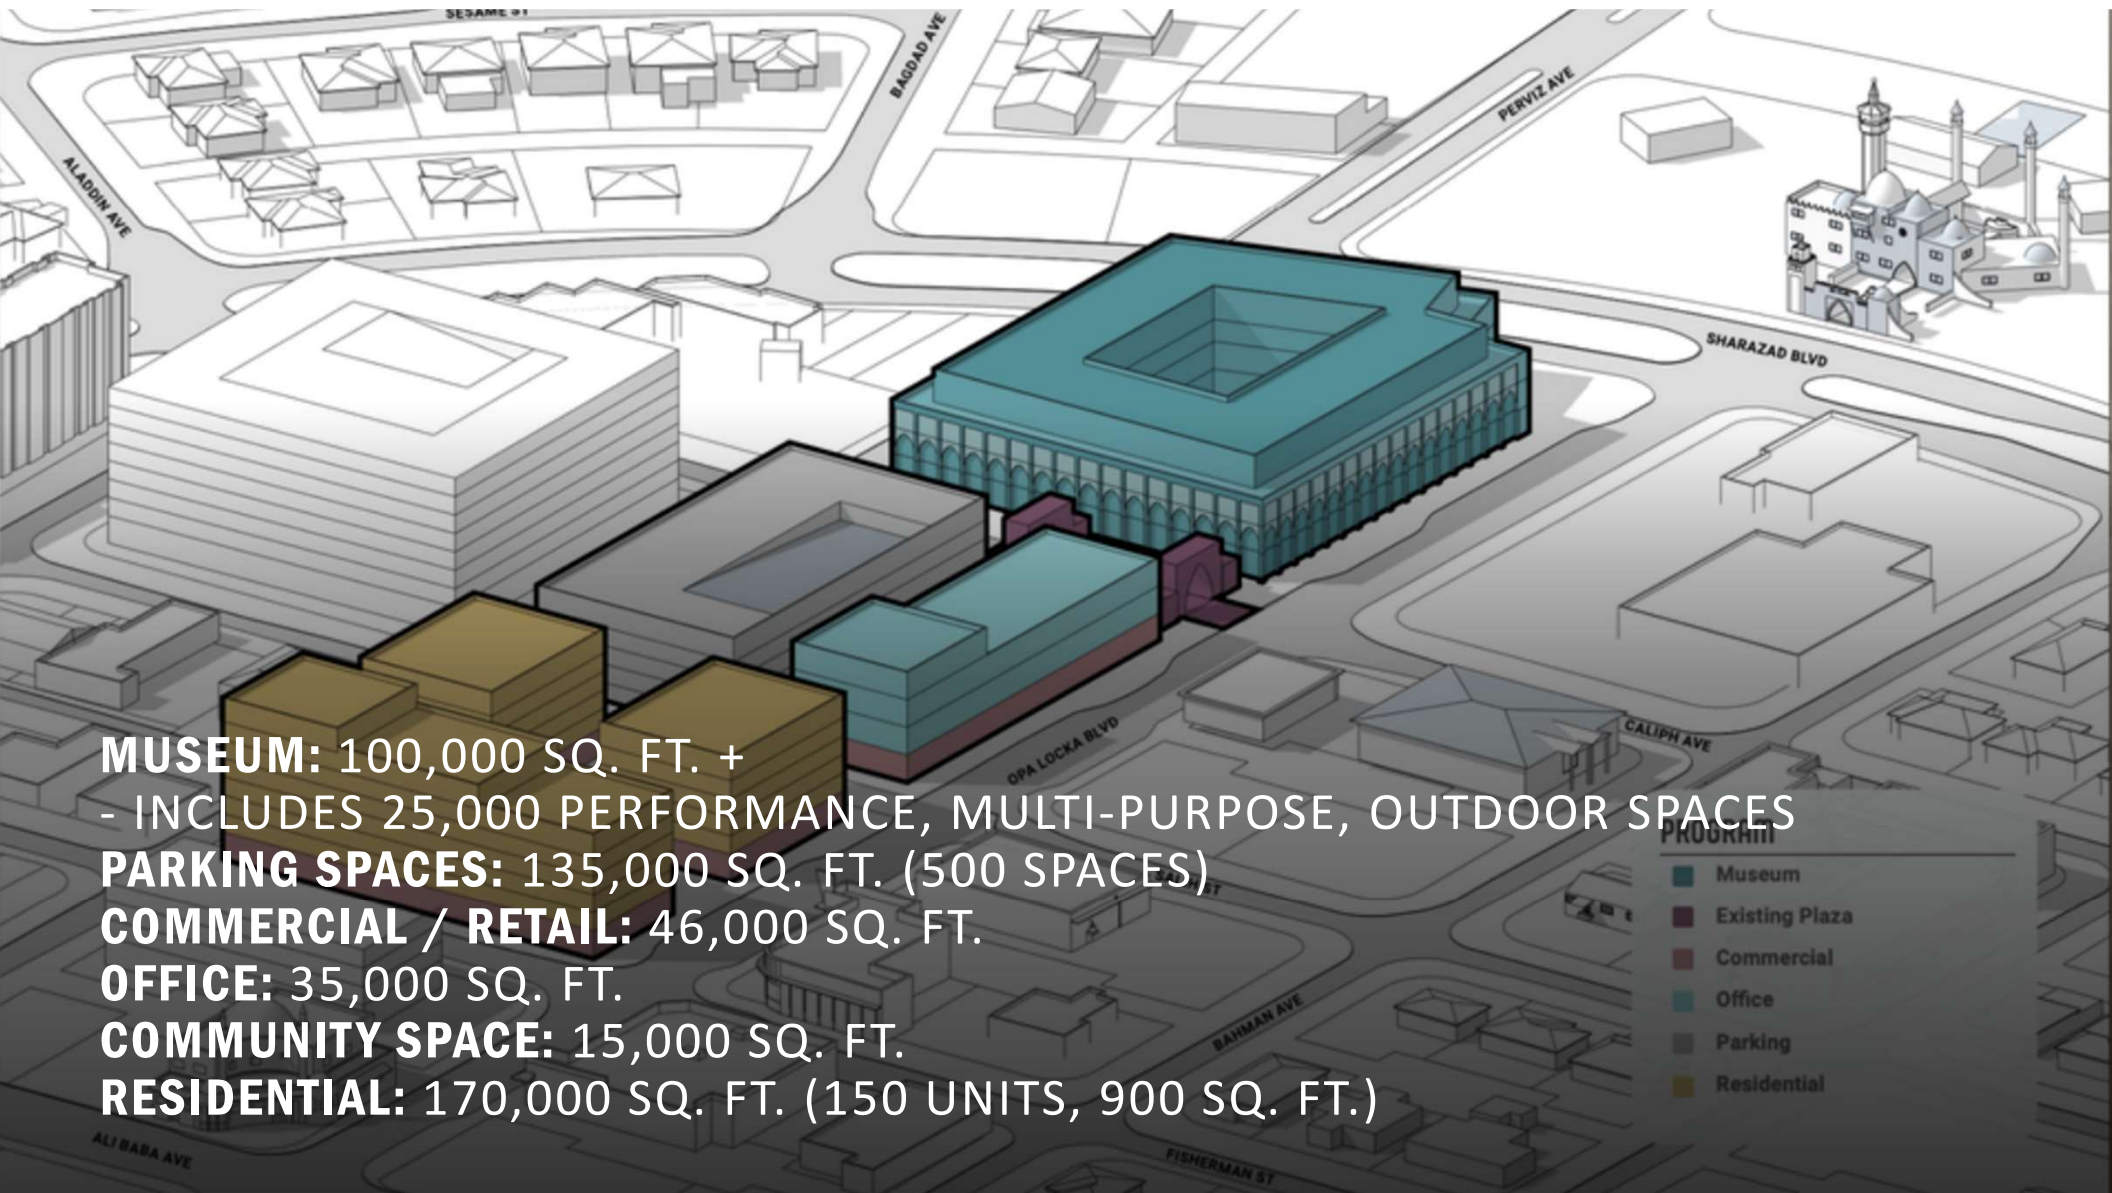 SESAME ST
BAGDAD AVE
PERVIZ AVE
ALADDIN AVE
SHARAZAD BLVD
OPA LOCKA BLVD
CALIPH AVE
MUSEUM: 100,000 SQ. FT. +
- INCLUDES 25,000 PERFORMANCE, MULTI-PURPOSE, OUTDOOR SPACES
PARKING SPACES: 135,000 SQ. FT. (500 SPACES)
COMMERCIAL / RETAIL: 46,000 SQ. FT.
OFFICE: 35,000 SQ. FT.
COMMUNITY SPACE: 15,000 SQ. FT.
RESIDENTIAL: 170,000 SQ. FT. (150 UNITS, 900 SQ. FT.)
PROGRAM
Museum
Existing Plaza
Commercial
Office
Parking
Residential
ST
BAHMAN AVE
ALI BABA AVE
FISHERMAN ST